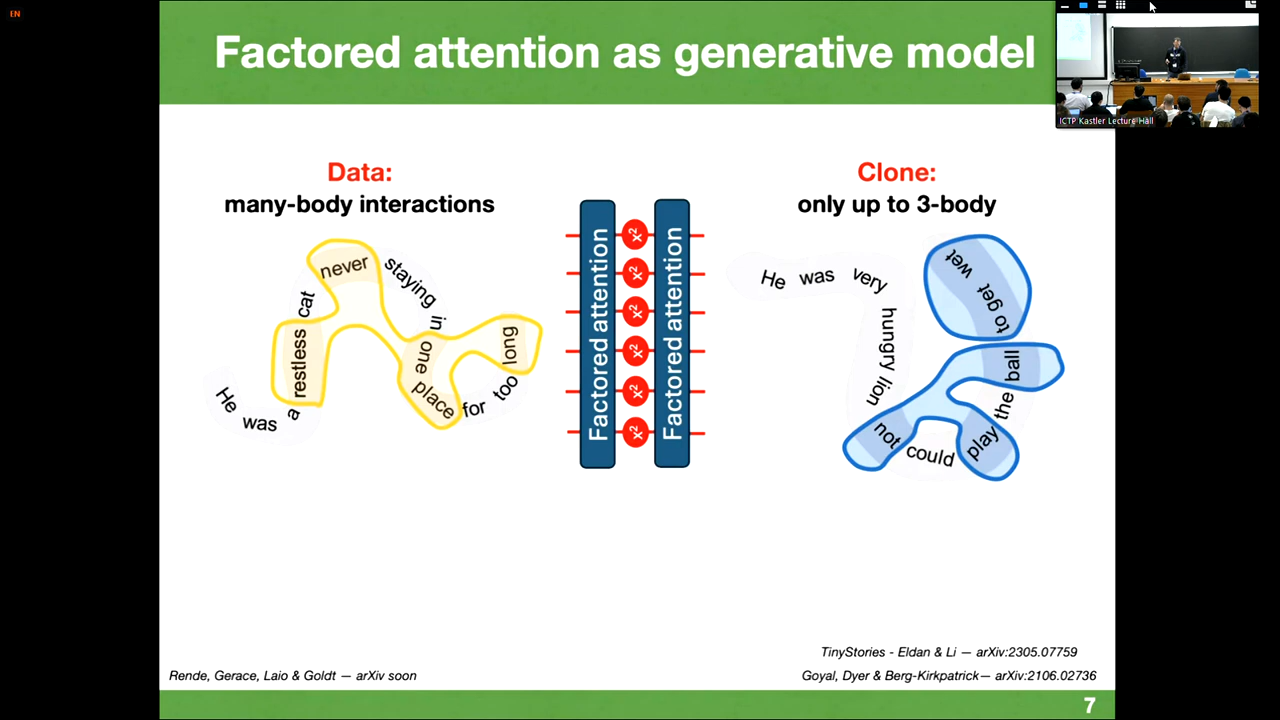 EN
Factored attention as generative model
ICTP Kastler Lecture Hall
Data:
many-body interactions
He was a restless cat never staying in one place for too long
Factored attention
x²
x²
x²
x²
x²
x²
Factored attention
Clone:
only up to 3-body
He was very hungry lion not could play the ball to get wet
TinyStories - Eldan & Li — arXiv:2305.07759
Rende, Gerace, Laio & Goldt — arXiv soon
Goyal, Dyer & Berg-Kirkpatrick— arXiv:2106.02736
7